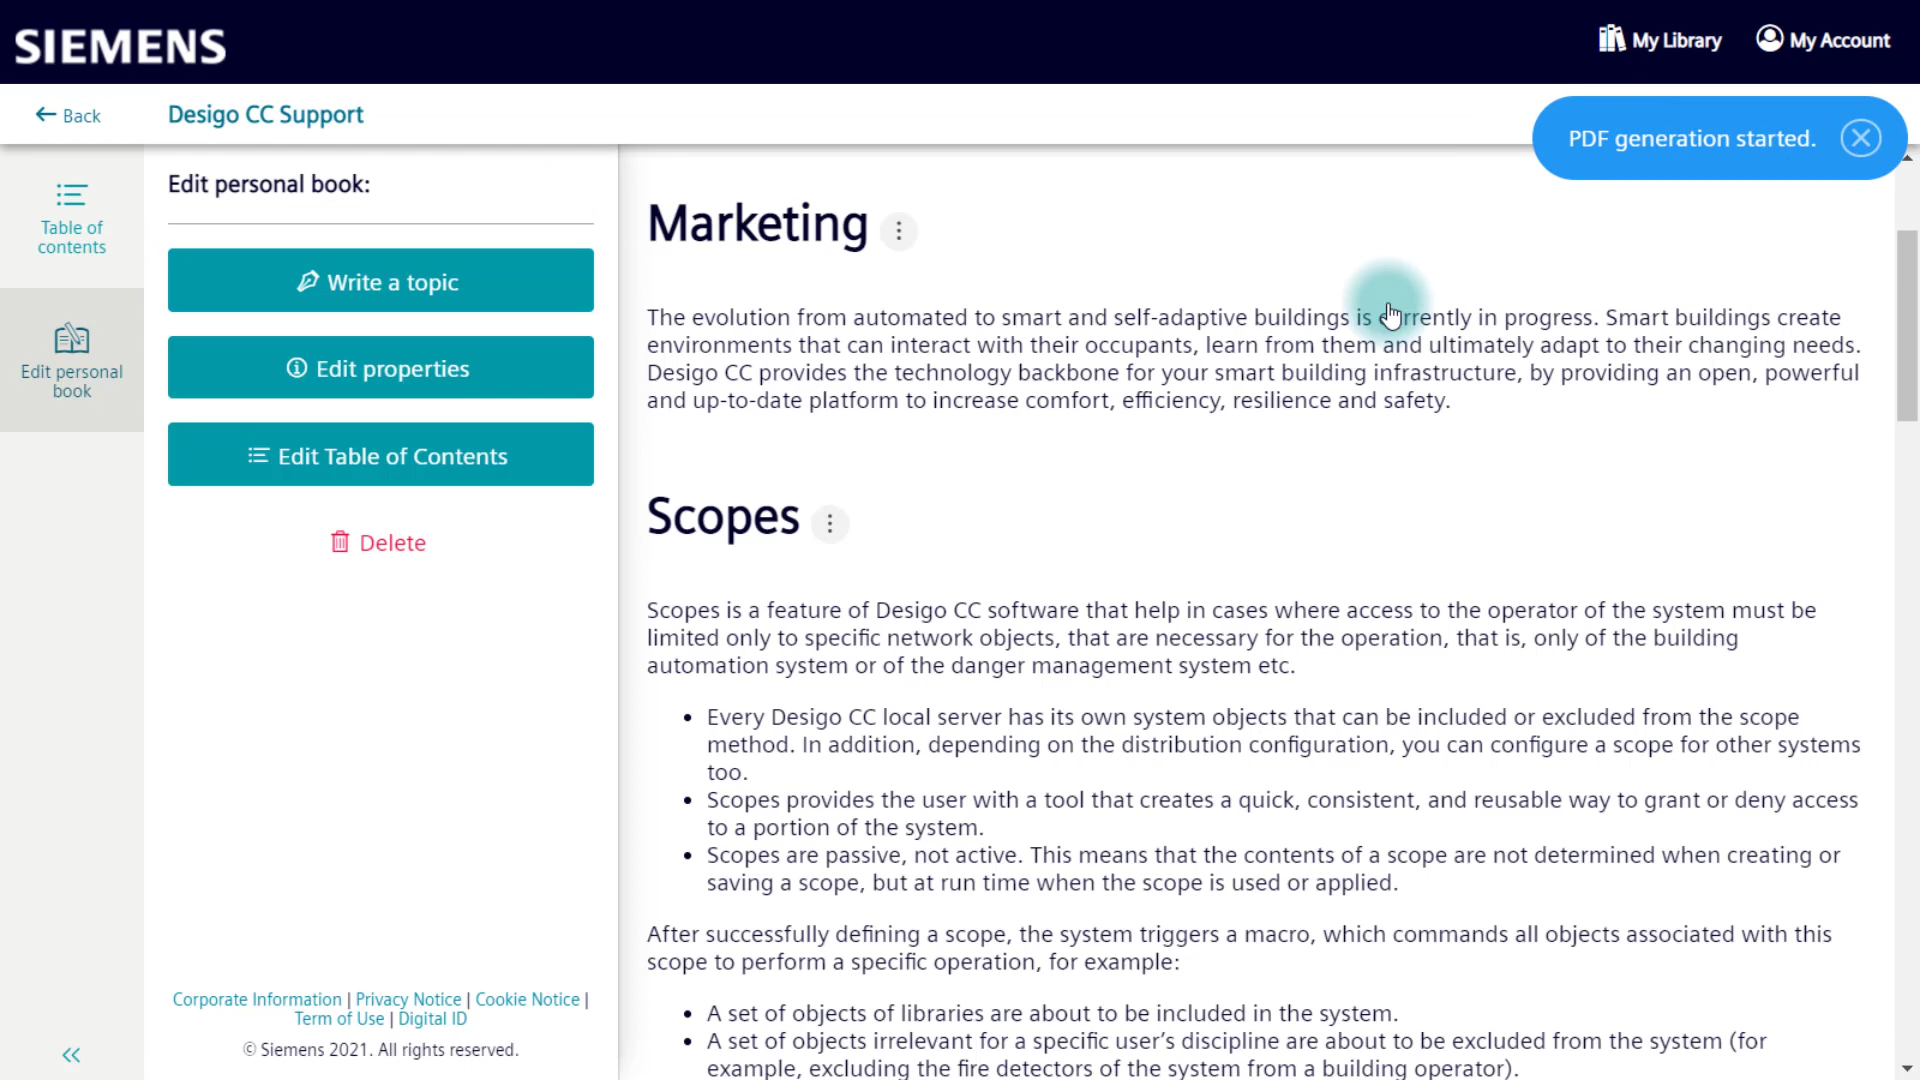 SIEMENS
My Library
My Account
Back
Desigo CC Support
PDF generation started.
Table of
contents
Edit personal
book
Edit personal book:
Write a topic
Edit properties
Edit Table of Contents
Delete
Corporate Information | Privacy Notice | Cookie Notice |
Term of Use | Digital ID
© Siemens 2021. All rights reserved.
Marketing
The evolution from automated to smart and self-adaptive buildings is currently in progress. Smart buildings create
environments that can interact with their occupants, learn from them and ultimately adapt to their changing needs.
Desigo CC provides the technology backbone for your smart building infrastructure, by providing an open, powerful
and up-to-date platform to increase comfort, efficiency, resilience and safety.
Scopes
Scopes is a feature of Desigo CC software that help in cases where access to the operator of the system must be
limited only to specific network objects, that are necessary for the operation, that is, only of the building
automation system or of the danger management system etc.
• Every Desigo CC local server has its own system objects that can be included or excluded from the scope
method. In addition, depending on the distribution configuration, you can configure a scope for other systems
too.
• Scopes provides the user with a tool that creates a quick, consistent, and reusable way to grant or deny access
to a portion of the system.
• Scopes are passive, not active. This means that the contents of a scope are not determined when creating or
saving a scope, but at run time when the scope is used or applied.
After successfully defining a scope, the system triggers a macro, which commands all objects associated with this
scope to perform a specific operation, for example:
• A set of objects of libraries are about to be included in the system.
• A set of objects irrelevant for a specific user's discipline are about to be excluded from the system (for
example, excluding the fire detectors of the system from a building operator).